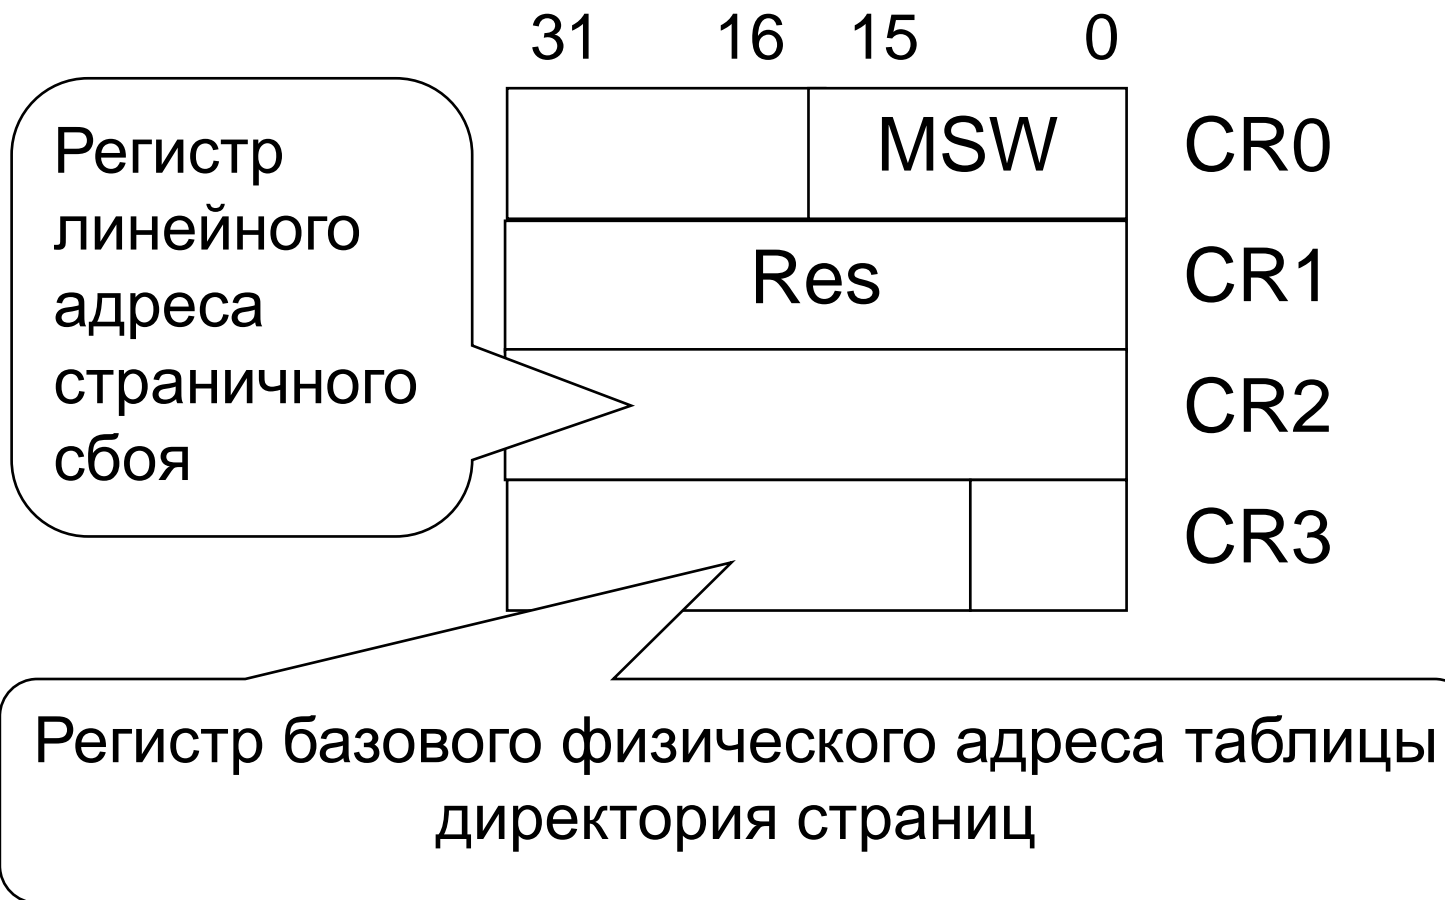 31 16 15 0
Регистр
линейного
адреса
страничного
сбоя
MSW CR0
Res CR1
CR2
CR3
Регистр базового физического адреса таблицы
директория страниц